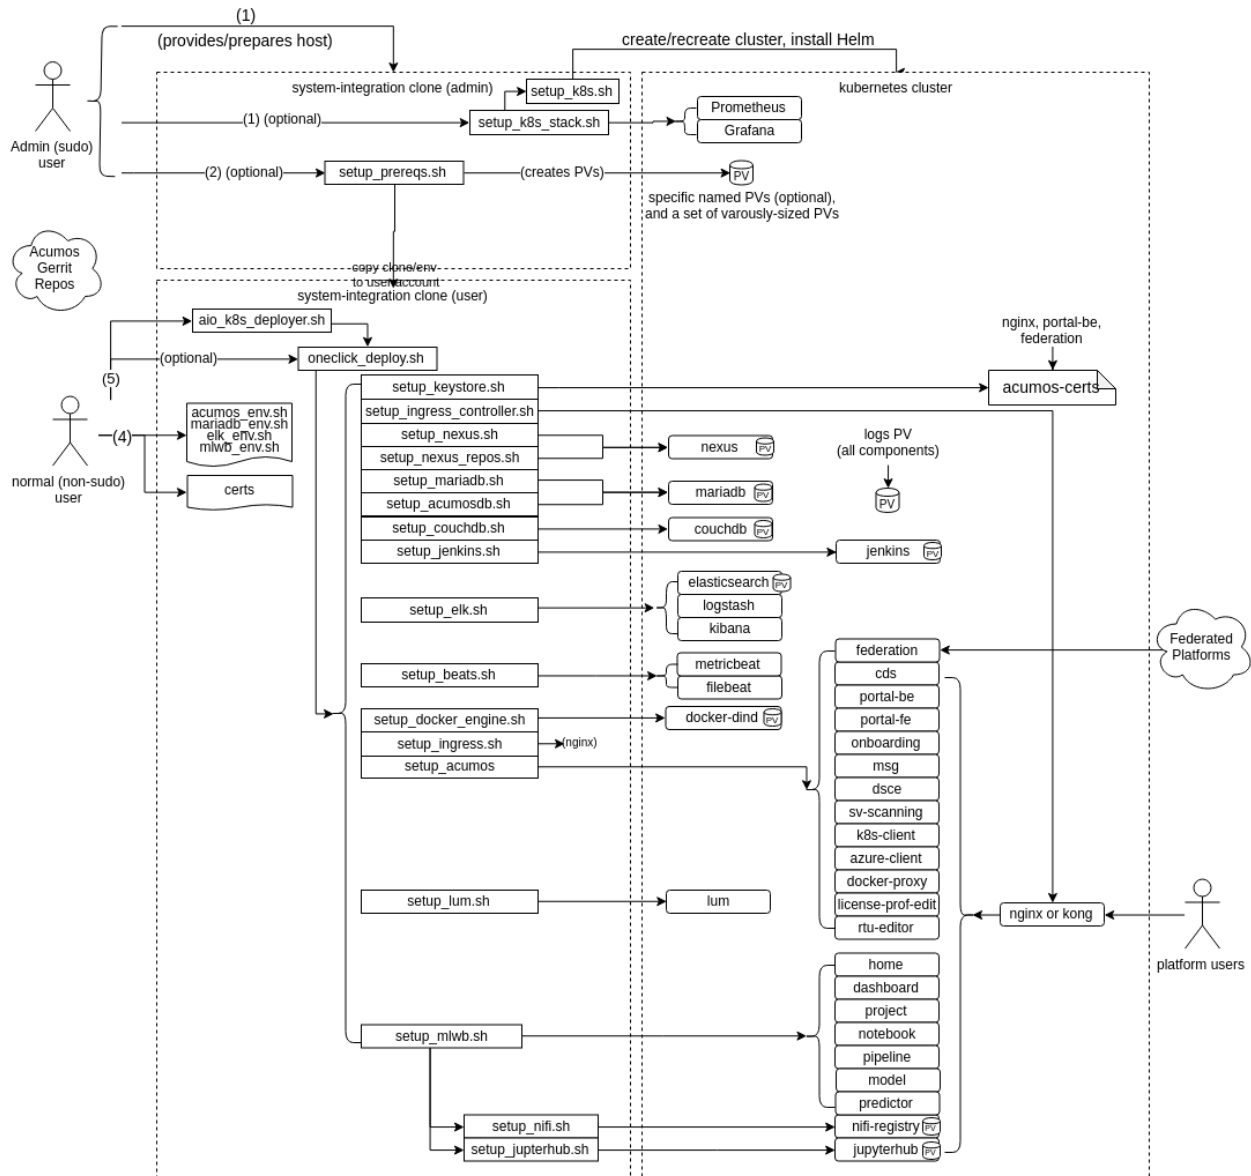 (1)
(provides/prepares host)
create/recreate cluster, install Helm
system-integration clone (admin)
setup_k8s.sh
kubernetes cluster
Prometheus
(1) (optional)
setup_k8s_stack.sh
Grafana
Admin (sudo)
user
(2) (optional)
setup_prereqs.sh
(creates PVs)
PV
specific named PVs (optional),
and a set of varously-sized PVs
Acumos
Gerrit
Repos
copy clone/env
to user account
system-integration clone (user)
aio_k8s_deployer.sh
nginx, portal-be,
federation
(optional)
oneclick_deploy.sh
(5)
setup_keystore.sh
acumos-certs
acumos_env.sh
mariadb_env.sh
elk_env.sh
mlwb_env.sh
setup_ingress_controller.sh
(4)
setup_nexus.sh
logs PV
(all components)
nexus
PV
setup_nexus_repos.sh
normal (non-sudo)
user
certs
setup_mariadb.sh
mariadb
PV
PV
setup_acumosdb.sh
setup_couchdb.sh
couchdb
PV
setup_jenkins.sh
jenkins
PV
elasticsearch
PV
setup_elk.sh
logstash
kibana
Federated
Platforms
federation
metricbeat
setup_beats.sh
cds
filebeat
portal-be
setup_docker_engine.sh
docker-dind
PV
portal-fe
setup_ingress.sh
(nginx)
onboarding
setup_acumos
msg
dsce
sv-scanning
k8s-client
azure-client
docker-proxy
setup_lum.sh
lum
license-prof-edit
nginx or kong
rtu-editor
platform users
home
dashboard
project
setup_mlwb.sh
notebook
pipeline
model
predictor
setup_nifi.sh
nifi-registry
PV
setup_jupterhub.sh
jupyterhub
PV